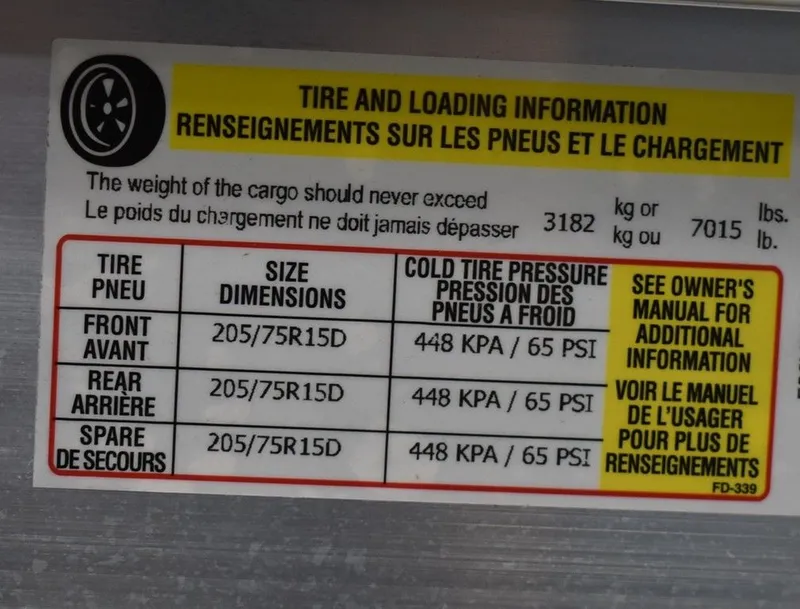 TIRE AND LOADING INFORMATION
RENSEIGNEMENTS SUR LES PNEUS ET LE CHARGEMENT
The weight of the cargo should never exceed
Le poids du chargement ne doit jamais dépasser
3182
kg or
kg ou
7015
lbs.
lb.
TIRE
PNEU
SIZE
DIMENSIONS
COLD TIRE PRESSURE
PRESSION DES
PNEUS A FROID
FRONT
AVANT
205/75R15D
448 KPA / 65 PSI
REAR
ARRIÈRE
205/75R15D
448 KPA / 65 PSI
SPARE
DE SECOURS
205/75R15D
448 KPA / 65 PSI
SEE OWNER'S
MANUAL FOR
ADDITIONAL
INFORMATION
VOIR LE MANUEL
DE L'USAGER
POUR PLUS DE
RENSEIGNEMENTS
FD-339